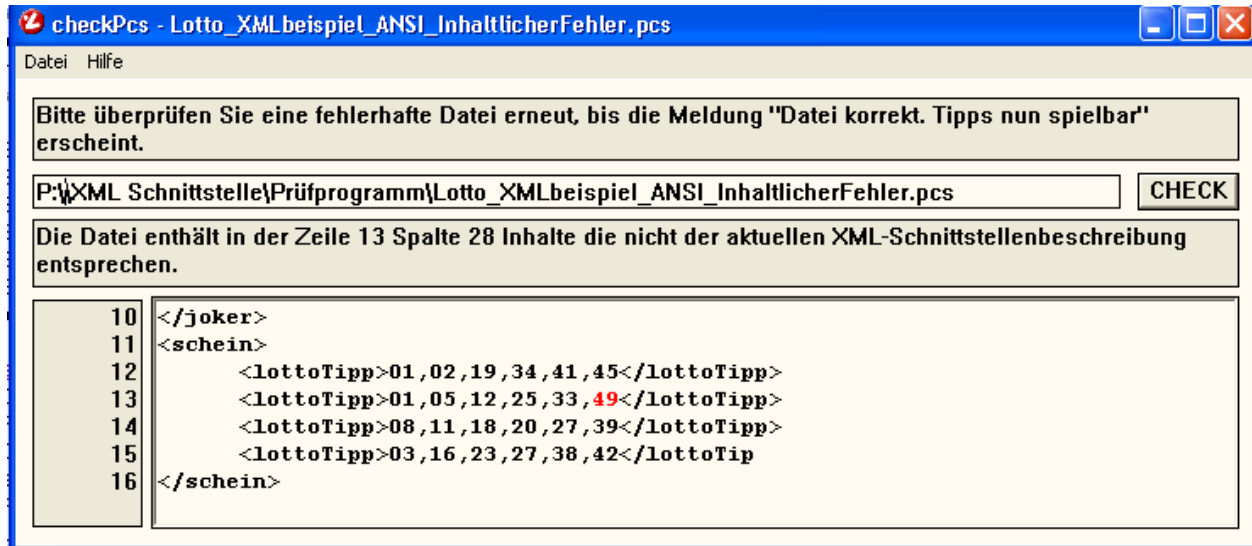 checkPcs - Lotto_XMLbeispiel_ANSI_InhaltlicherFehler.pcs
Datei Hilfe
Bitte überprüfen Sie eine fehlerhafte Datei erneut, bis die Meldung "Datei korrekt. Tipps nun spielbar"
erscheint.
P:\XML Schnittstelle\Prüfprogramm\Lotto_XMLbeispiel_ANSI_InhaltlicherFehler.pcs CHECK
Die Datei enthält in der Zeile 13 Spalte 28 Inhalte die nicht der aktuellen XML-Schnittstellenbeschreibung
entsprechen.
10 </joker>
11 <schein>
12 <lottoTipp>01,02,19,34,41,45</lottoTipp>
13 <lottoTipp>01,05,12,25,33,49</lottoTipp>
14 <lottoTipp>08,11,18,20,27,39</lottoTipp>
15 <lottoTipp>03,16,23,27,38,42</lottoTip
16 </schein>